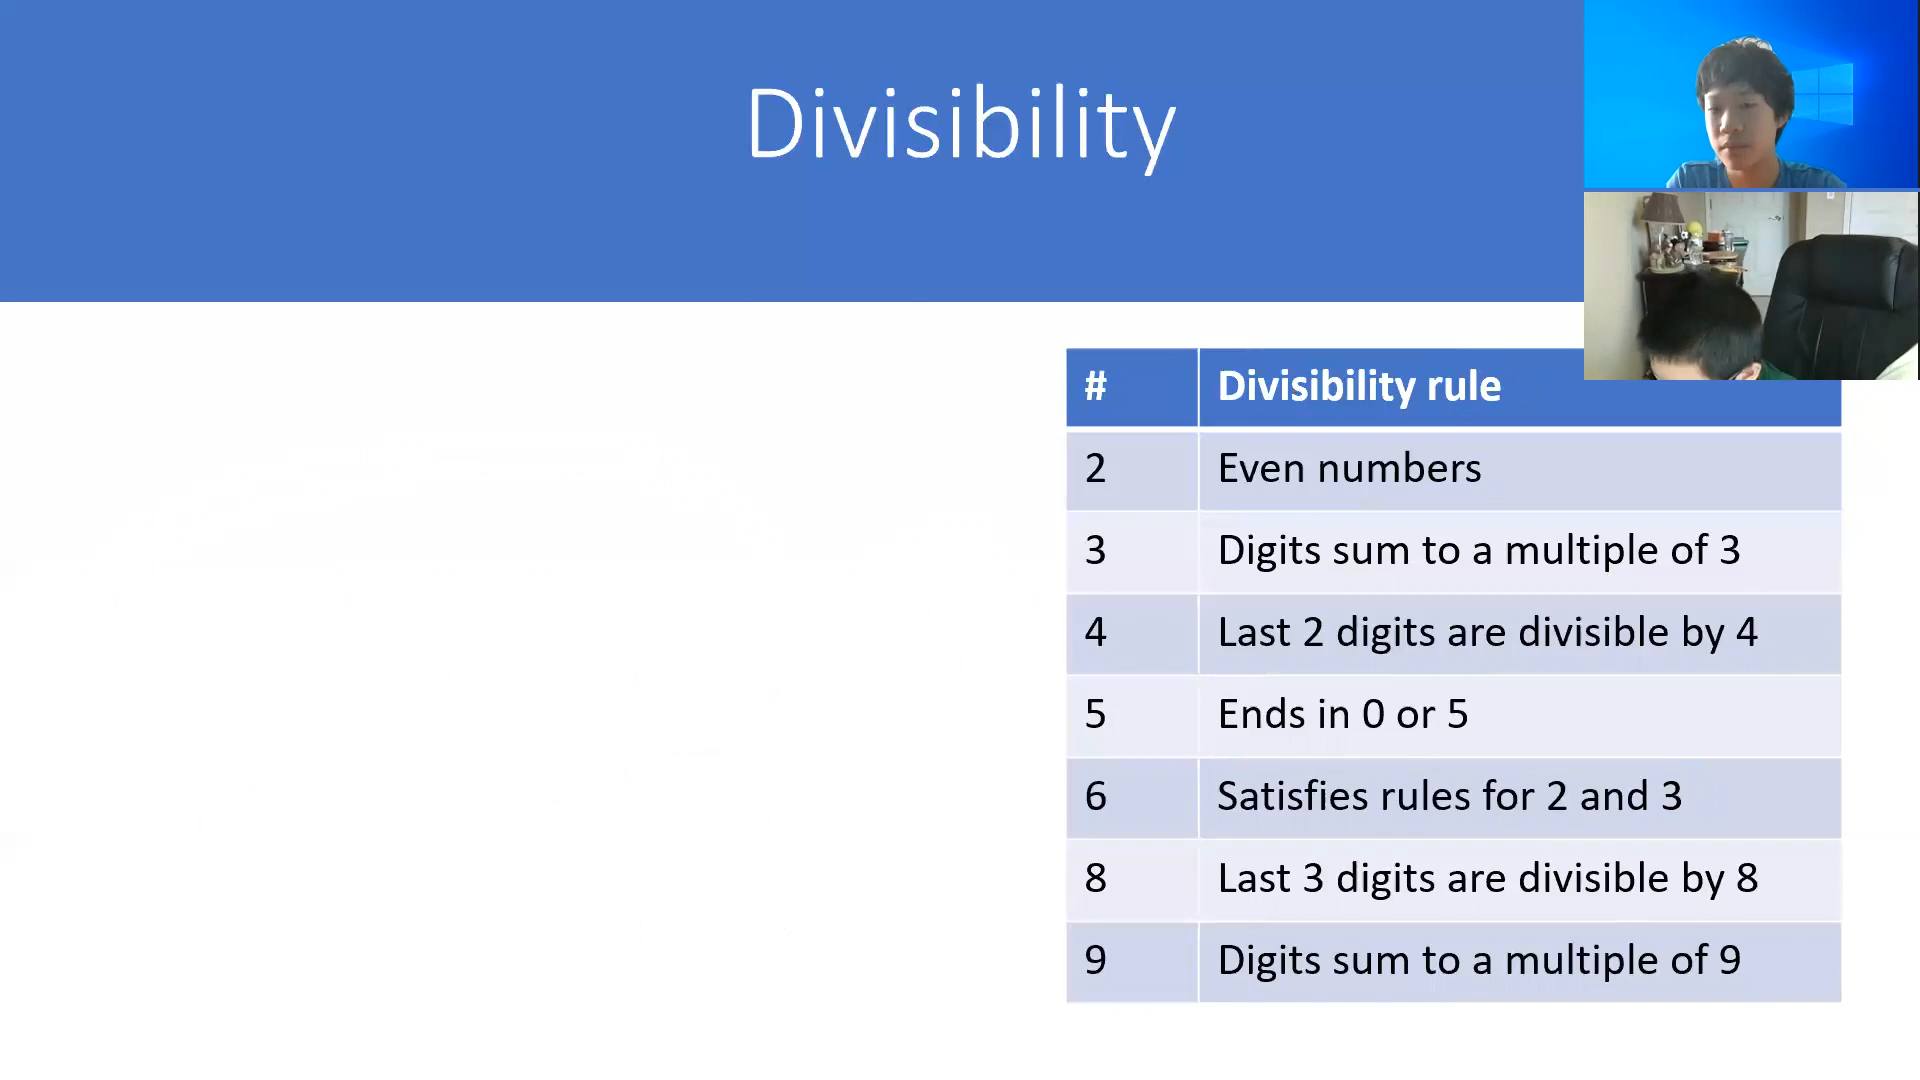 Divisibility
# Divisibility rule
2 Even numbers
3 Digits sum to a multiple of 3
4 Last 2 digits are divisible by 4
5 Ends in 0 or 5
6 Satisfies rules for 2 and 3
8 Last 3 digits are divisible by 8
9 Digits sum to a multiple of 9